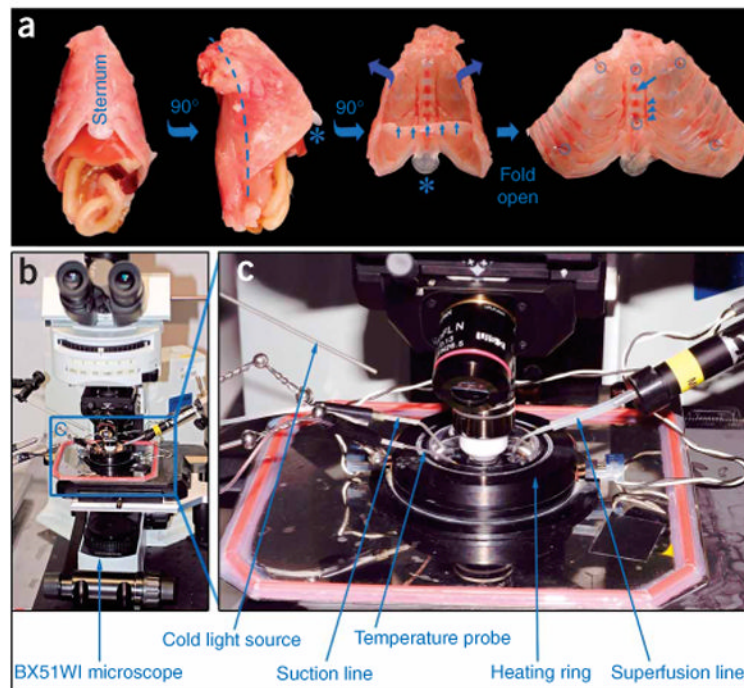 a
Sternum
90°
*
90°
*
Fold
open
b
c
Cold light source
Temperature probe
BX51WI microscope
Suction line
Heating ring
Superfusion line